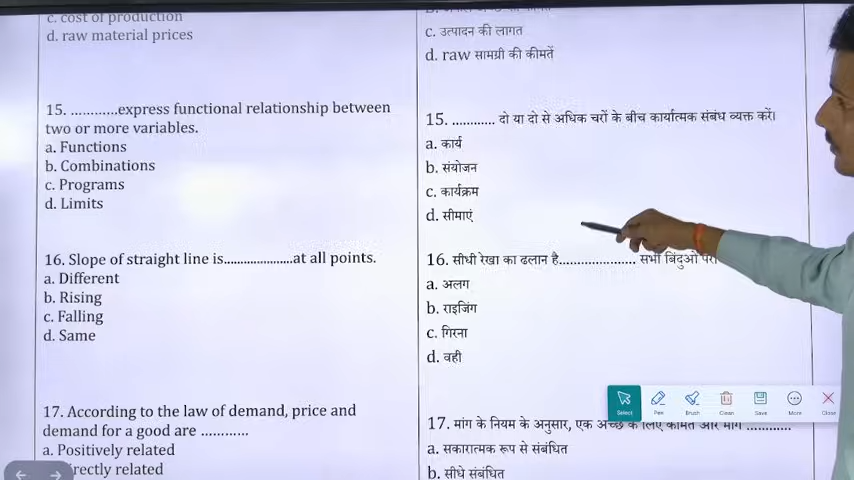 c. cost of production
d. raw material prices
15. ............express functional relationship between
two or more variables.
a. Functions
b. Combinations
c. Programs
d. Limits
16. Slope of straight line is......................at all points.
a. Different
b. Rising
c. Falling
d. Same
17. According to the law of demand, price and
demand for a good are ............
a. Positively related
rectly related
c. उत्पादन की लागत
d. raw सामग्री की कीमतें
15. ............ दो या दो से अधिक चरों के बीच कार्यात्मक संबंध व्यक्त करें।
a. कार्य
b. संयोजन
c. कार्यक्रम
d. सीमाएं
16. सीधी रेखा का ढलान है...................... सभी बिंदुओ पर।
a. अलग
b. राइजिंग
c. गिरना
d. वही
17. मांग के नियम के अनुसार, एक अच्छे के लिए कीमत और मांग ............
a. सकारात्मक रूप से संबंधित
b. सीधे संबंधित
Select
Pen
Brush
Clean
Save
More
Close